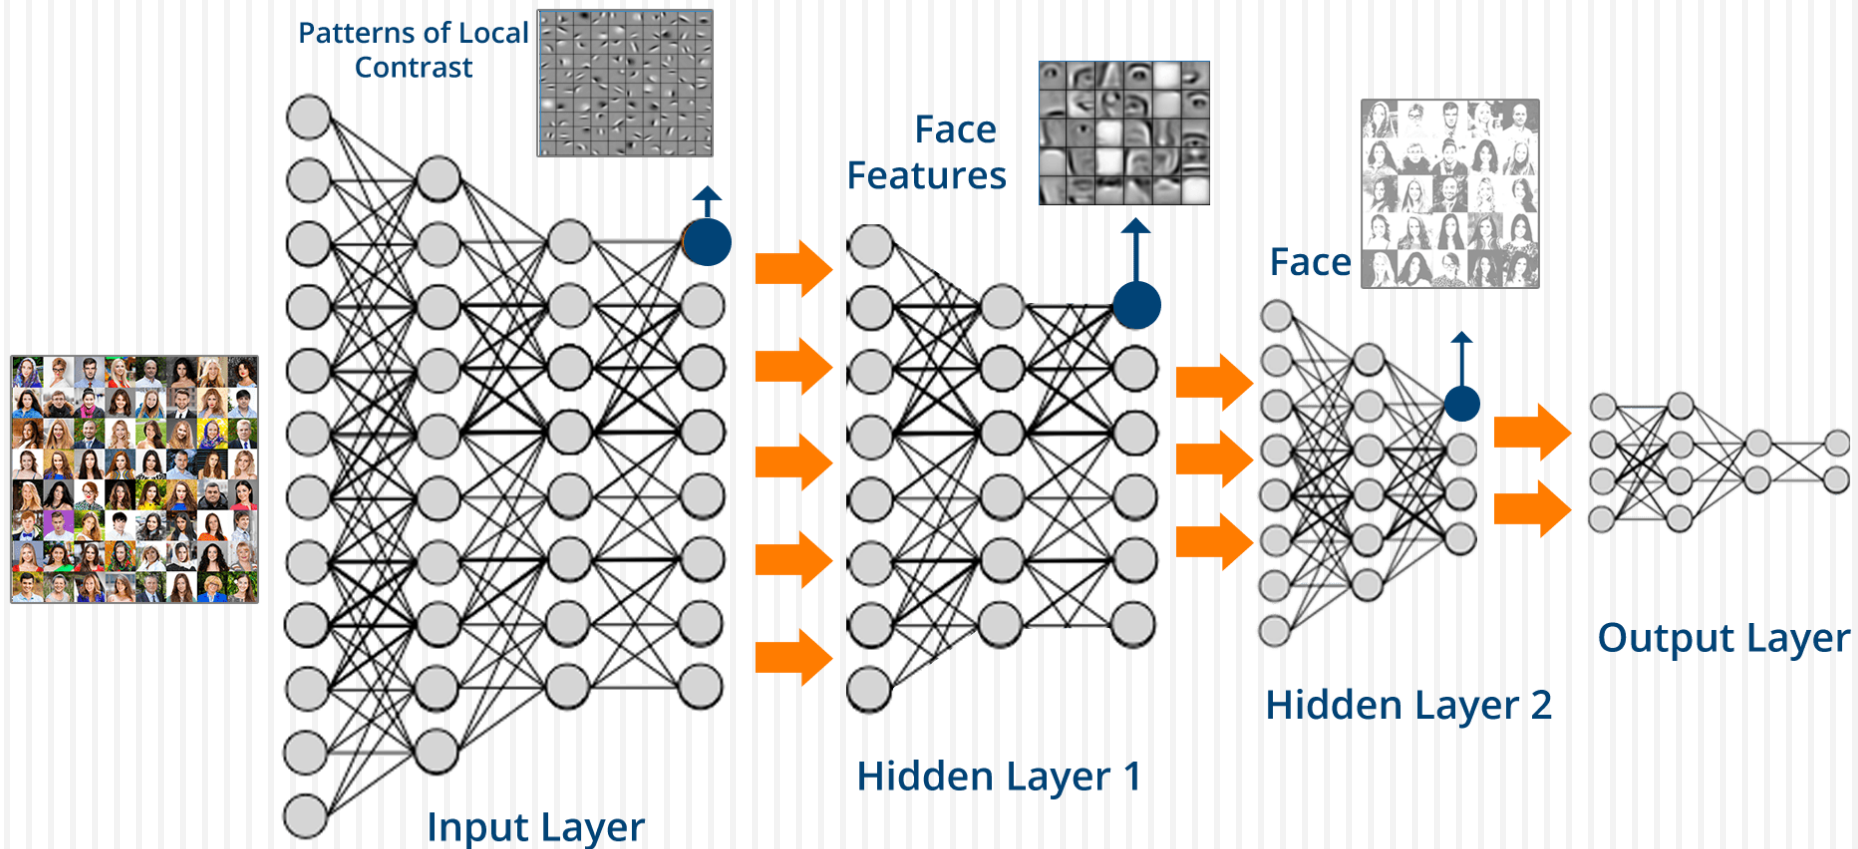 Patterns of Local
Contrast
Face
Features
Face
Input Layer
Hidden Layer 1
Hidden Layer 2
Output Layer